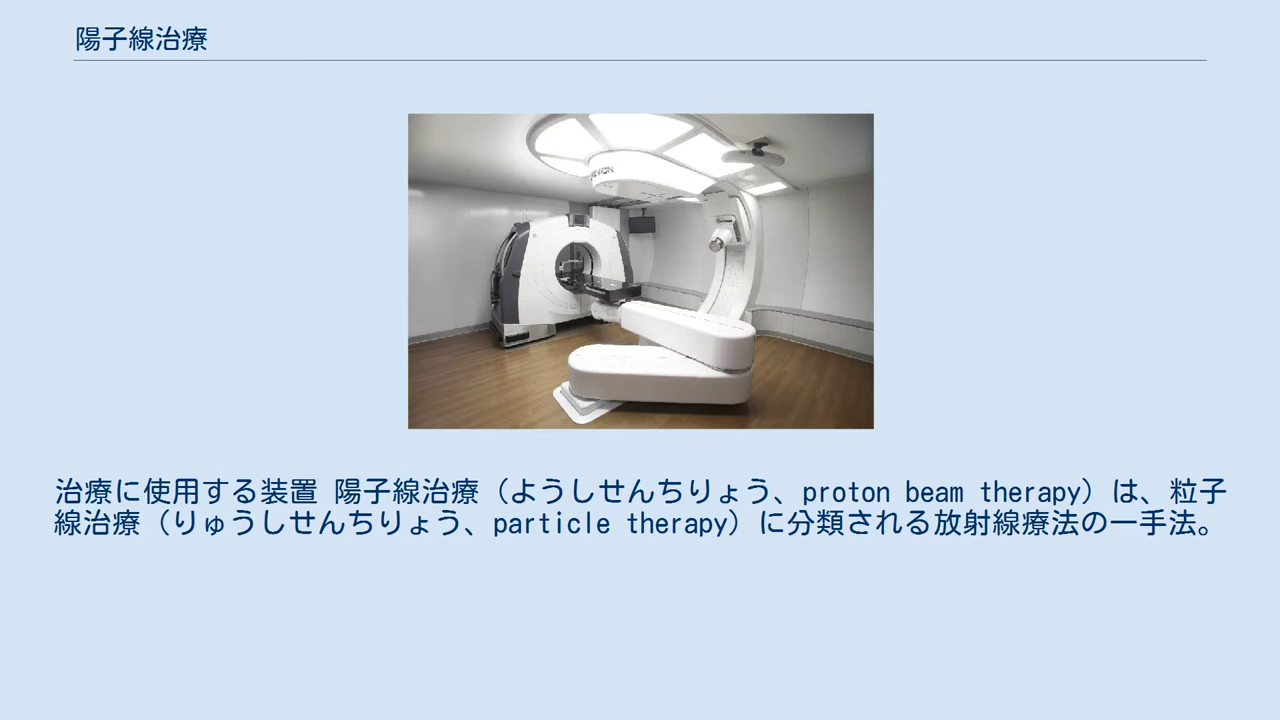 陽子線治療
治療に使用する装置 陽子線治療（ようしせんちりょう、proton beam therapy）は、粒子
線治療（りゅうしせんちりょう、particle therapy）に分類される放射線療法の一手法。